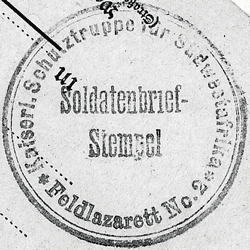 Kaiserl. Schutztruppe für Südwestafrika
Soldatenbrief-
Stempel
* Feldlazarett No. 2 *